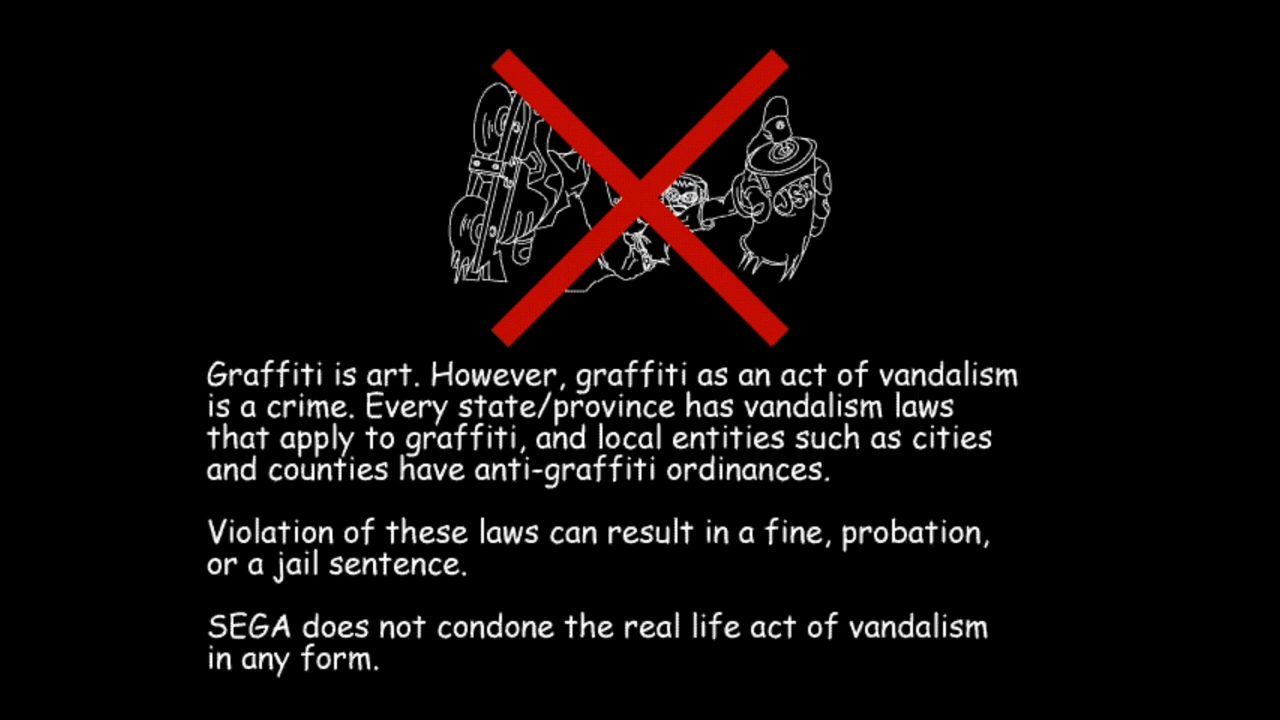 JSR
Graffiti is art. However, graffiti as an act of vandalism
is a crime. Every state/province has vandalism laws
that apply to graffiti, and local entities such as cities
and counties have anti-graffiti ordinances.
Violation of these laws can result in a fine, probation,
or a jail sentence.
SEGA does not condone the real life act of vandalism
in any form.